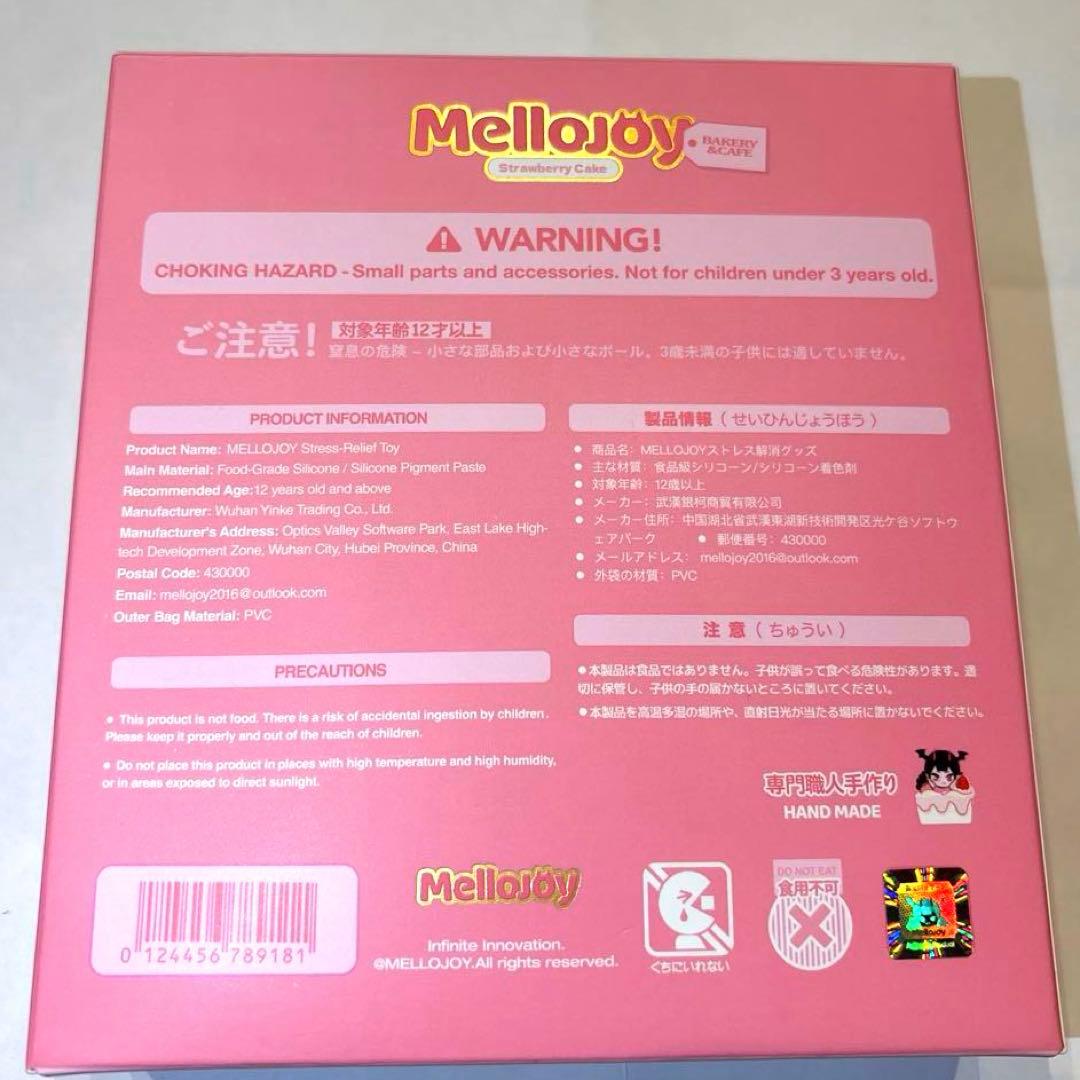 Mellojoy
BAKERY
&CAFE
Strawberry Cake
WARNING!
CHOKING HAZARD - Small parts and accessories. Not for children under 3 years old.
ご注意! 対象年齢12才以上
窒息の危険 – 小さな部品および小さなボール。3歳未満の子供には適していません。
PRODUCT INFORMATION
Product Name: MELLOJOY Stress-Relief Toy
Main Material: Food-Grade Silicone / Silicone Pigment Paste
Recommended Age:12 years old and above
Manufacturer: Wuhan Yinke Trading Co., Ltd.
Manufacturer's Address: Optics Valley Software Park, East Lake High-
tech Development Zone, Wuhan City, Hubei Province, China
Postal Code: 430000
Email: mellojoy2016@outlook.com
Outer Bag Material: PVC
製品情報 ( せいひんじょうほう )
● 商品名: MELLOJOYストレス解消グッズ
● 主な材質: 食品級シリコーン/シリコーン着色剤
● 対象年齢: 12歳以上
● メーカー: 武漢銀柯商貿有限公司
● メーカー住所: 中国湖北省武漢東湖新技術開発区光ケ谷ソフトウ
ェアパーク ● 郵便番号: 430000
● メールアドレス: mellojoy2016@outlook.com
● 外袋の材質: PVC
PRECAUTIONS
● This product is not food. There is a risk of accidental ingestion by children.
Please keep it properly and out of the reach of children.
● Do not place this product in places with high temperature and high humidity,
or in areas exposed to direct sunlight.
注 意 ( ちゅうい )
● 本製品は食品ではありません。子供が誤って食べる危険性があります。適
切に保管し、子供の手の届かないところに置いてください。
● 本製品を高温多湿の場所や、直射日光が当たる場所に置かないでください。
専門職人手作り
HAND MADE
0 124456 789181
Mellojoy
Infinite Innovation.
@MELLOJOY.All rights reserved.
くちにいれない
DO NOT EAT
食用不可
Mellojoy